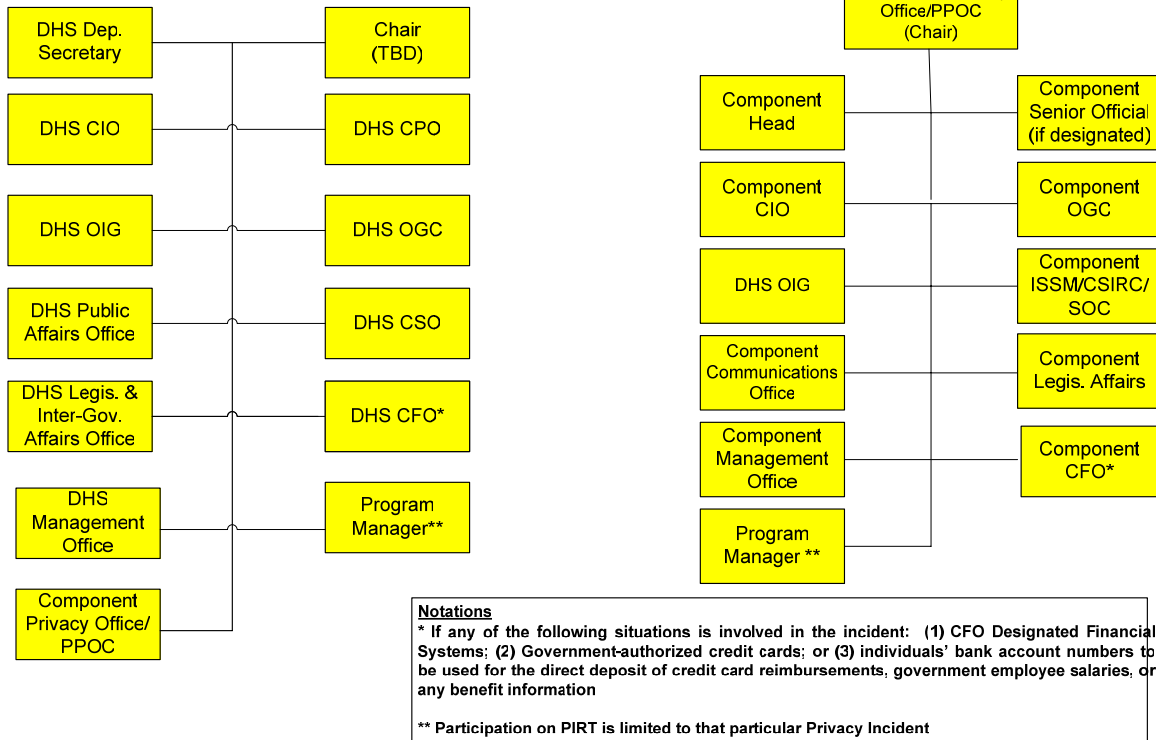 DHS Dep.
Secretary
Chair
(TBD)
DHS CIO
DHS CPO
DHS OIG
DHS OGC
DHS Public
Affairs Office
DHS CSO
DHS Legis. &
Inter-Gov.
Affairs Office
DHS CFO*
DHS
Management
Office
Program
Manager**
Component
Privacy Office/
PPOC
Office/PPOC
(Chair)
Component
Head
Component
Senior Official
(if designated)
Component
CIO
Component
OGC
DHS OIG
Component
ISSM/CSIRC/
SOC
Component
Communications
Office
Component
Legis. Affairs
Component
Management
Office
Component
CFO*
Program
Manager **
Notations
* If any of the following situations is involved in the incident: (1) CFO Designated Financial
Systems; (2) Government-authorized credit cards; or (3) individuals' bank account numbers to
be used for the direct deposit of credit card reimbursements, government employee salaries, or
any benefit information
** Participation on PIRT is limited to that particular Privacy Incident